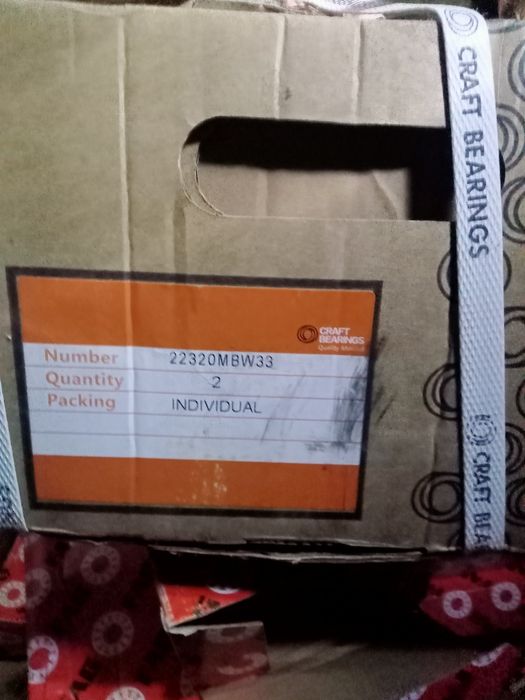 CRAFT BEARINGS
CRAFT
BEARINGS
Number 22320MBW33
Quantity 2
Packing INDIVIDUAL
CRAFT BEA